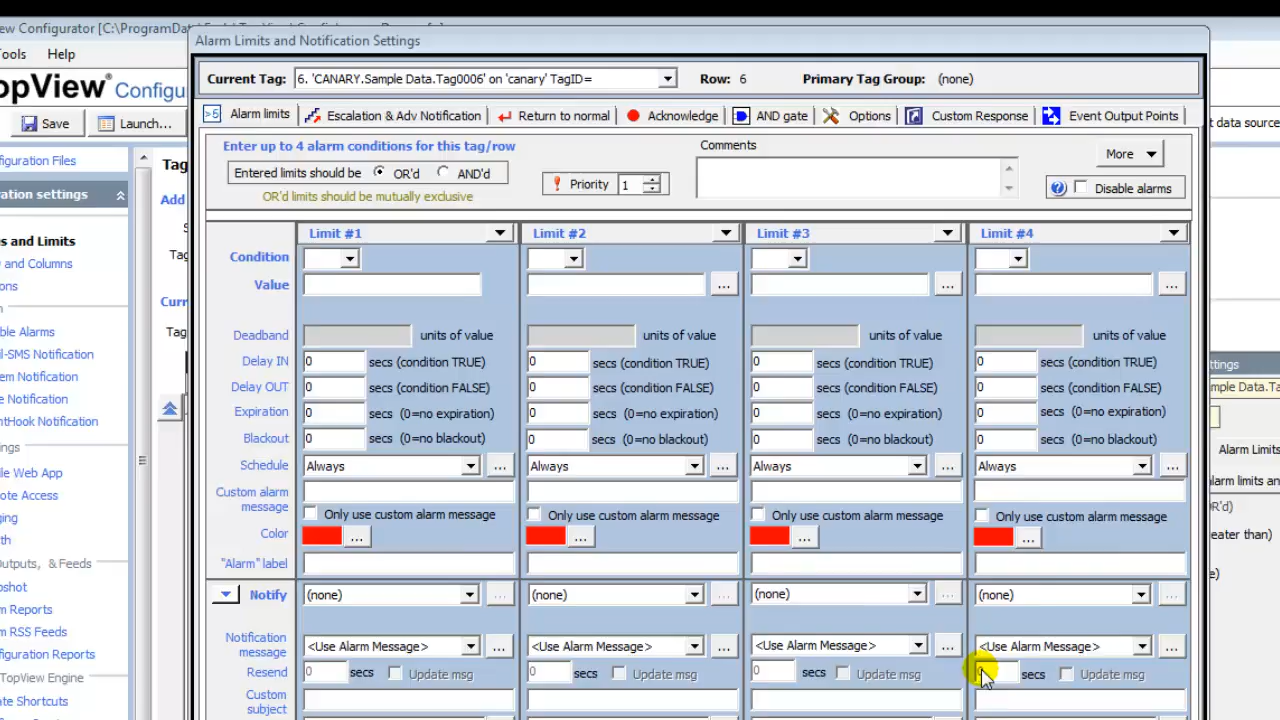 ew Configurator [C:\ProgramDat
Alarm Limits and Notification Settings
ools Help
Current Tag: 6. 'CANARY.Sample Data.Tag0006' on 'canary' TagID= Row: 6 Primary Tag Group: (none)
opView® Configu
>5 Alarm limits Escalation & Adv Notification Return to normal Acknowledge AND gate Options Custom Response Event Output Points
Save Launch... t data source
Enter up to 4 alarm conditions for this tag/row Comments More
figuration Files Tag
Entered limits should be OR'd AND'd Priority 1 Disable alarms
ration settings
OR'd limits should be mutually exclusive
Add
Limit #1 Limit #2 Limit #3 Limit #4
s and Limits
Condition
and Columns
Value ... ... ...
ons
Curr
Tag
Deadband units of value units of value units of value units of value
ble Alarms
Delay IN 0 secs (condition TRUE) 0 secs (condition TRUE) 0 secs (condition TRUE) 0 secs (condition TRUE)
il-SMS Notification
ttings
em Notification
Delay OUT 0 secs (condition FALSE) 0 secs (condition FALSE) 0 secs (condition FALSE) 0 secs (condition FALSE)
mple Data.Ta
e Notification
Expiration 0 secs (0=no expiration) 0 secs (0=no expiration) 0 secs (0=no expiration) 0 secs (0=no expiration)
ntHook Notification
Blackout 0 secs (0=no blackout) 0 secs (0=no blackout) 0 secs (0=no blackout) 0 secs (0=no blackout)
ngs
Alarm Limits
Schedule Always ... Always ... Always ... Always ...
le Web App
larm limits an
ote Access
Custom alarm message
R'd)
ging
Only use custom alarm message Only use custom alarm message Only use custom alarm message Only use custom alarm message
th
Color ... ... ... ...
eater than)
Outputs, & Feeds
"Alarm" label
e)
pshot
Notify (none) ... (none) ... (none) ... (none) ...
m Reports
m RSS Feeds
Notification message <Use Alarm Message> ... <Use Alarm Message> ... <Use Alarm Message> ... <Use Alarm Message> ...
figuration Reports
Resend 0 secs Update msg 0 secs Update msg 0 secs Update msg secs Update msg
TopView Engine
Custom subject
te Shortcuts